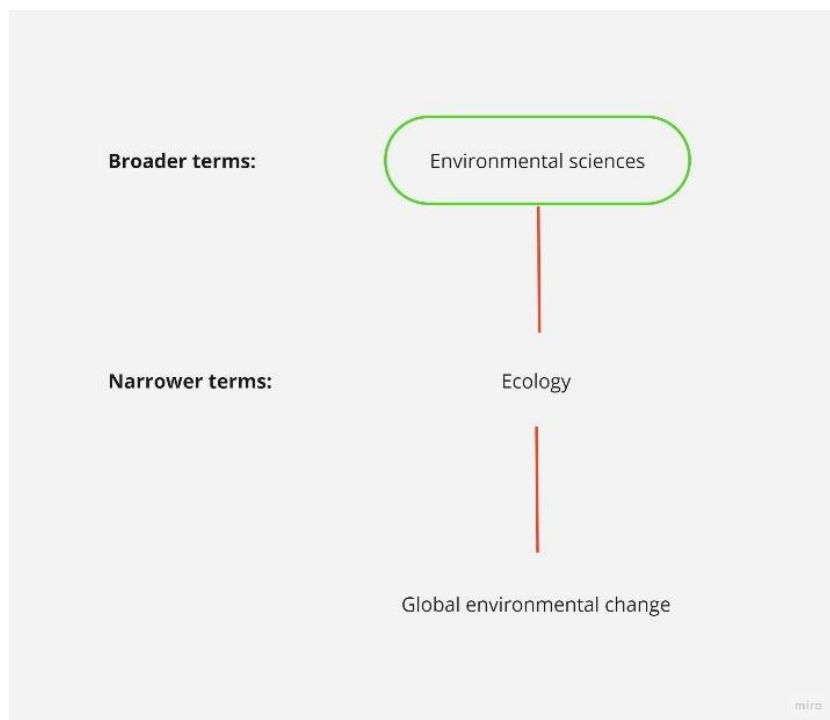 Broader terms:
Environmental sciences
Narrower terms:
Ecology
Global environmental change
miro